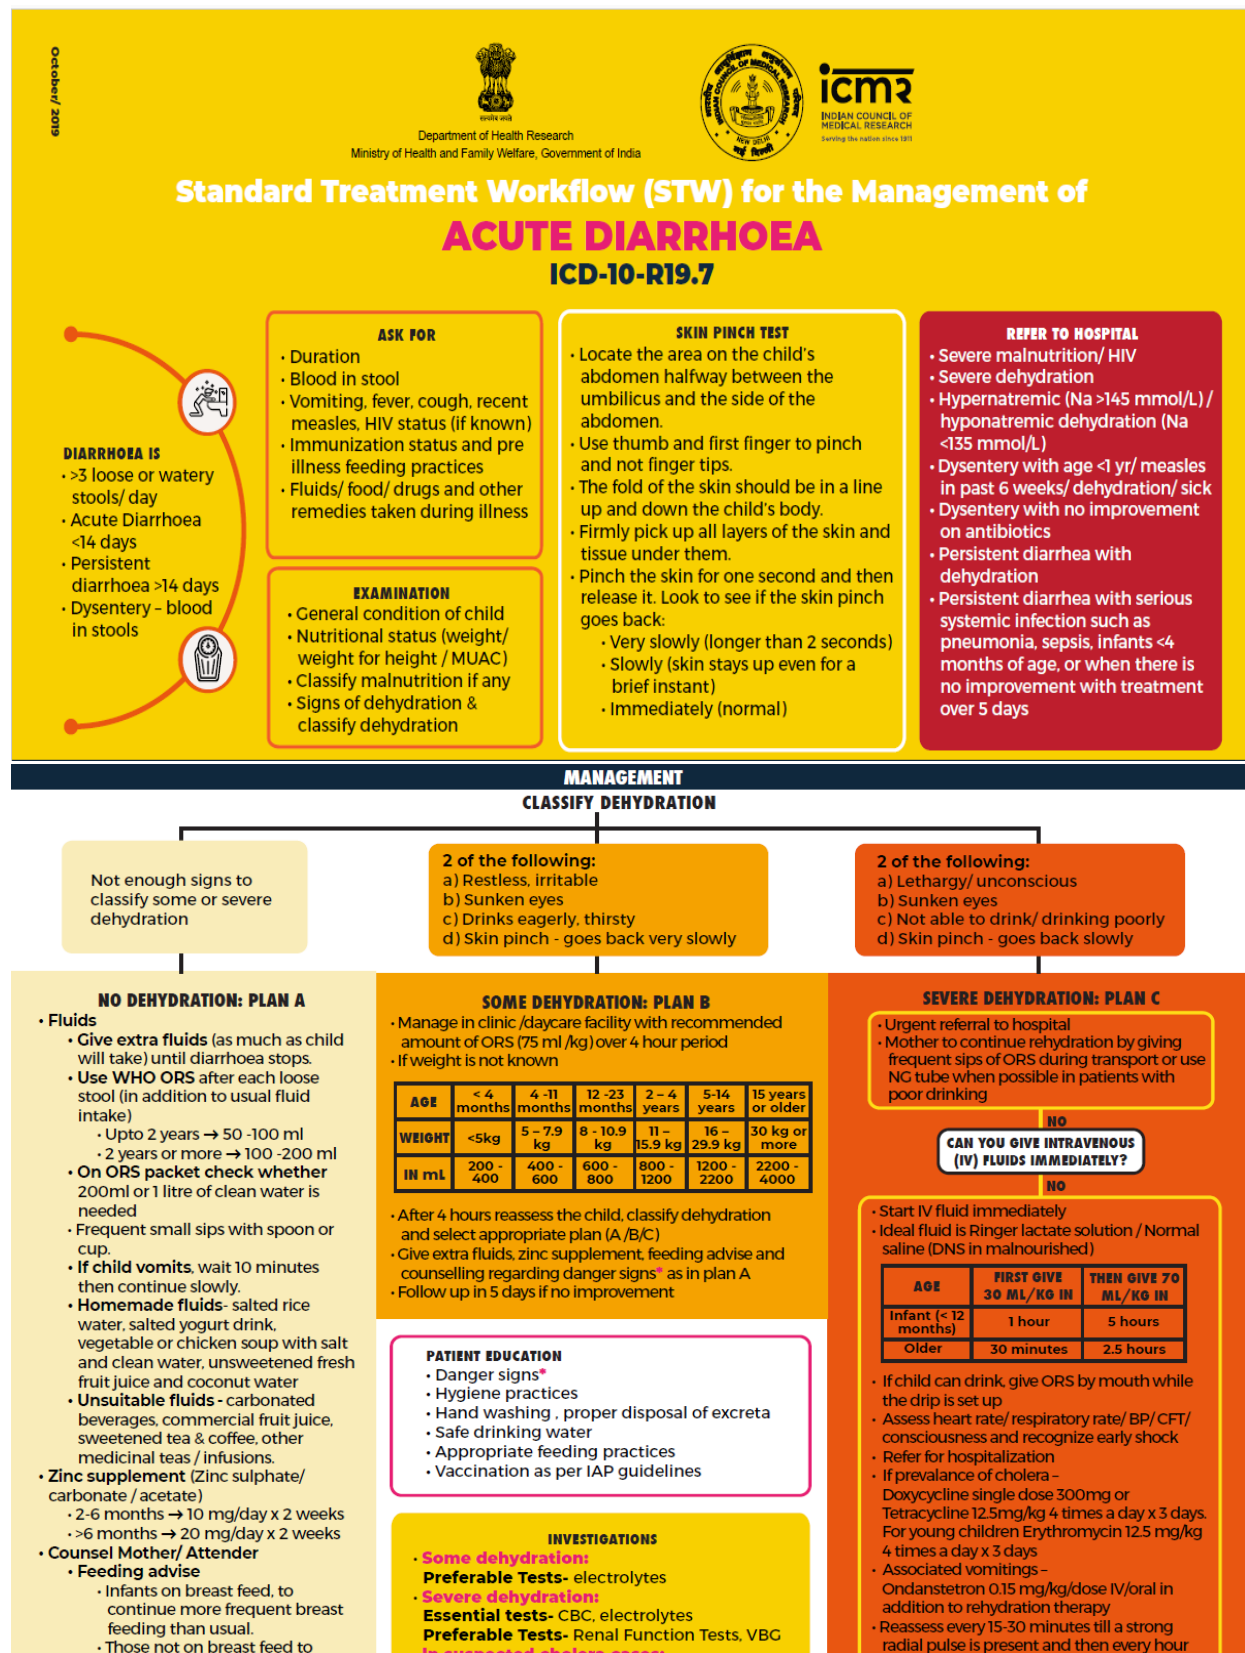 October/ 2019
सत्यमेव जयते
Department of Health Research
Ministry of Health and Family Welfare, Government of India
INDIAN COUNCIL OF MEDICAL RESEARCH
NEW DELHI
icmr
INDIAN COUNCIL OF
MEDICAL RESEARCH
Serving the nation since 1911
Standard Treatment Workflow (STW) for the Management of
ACUTE DIARRHOEA
ICD-10-R19.7
DIARRHOEA IS
· >3 loose or watery
stools/ day
· Acute Diarrhoea
<14 days
· Persistent
diarrhoea >14 days
· Dysentery – blood
in stools
ASK FOR
· Duration
· Blood in stool
· Vomiting, fever, cough, recent
measles, HIV status (if known)
· Immunization status and pre
illness feeding practices
· Fluids/ food/ drugs and other
remedies taken during illness
EXAMINATION
· General condition of child
· Nutritional status (weight/
weight for height / MUAC)
· Classify malnutrition if any
· Signs of dehydration &
classify dehydration
SKIN PINCH TEST
· Locate the area on the child's
abdomen halfway between the
umbilicus and the side of the
abdomen.
· Use thumb and first finger to pinch
and not finger tips.
· The fold of the skin should be in a line
up and down the child's body.
· Firmly pick up all layers of the skin and
tissue under them.
· Pinch the skin for one second and then
release it. Look to see if the skin pinch
goes back:
· Very slowly (longer than 2 seconds)
· Slowly (skin stays up even for a
brief instant)
· Immediately (normal)
REFER TO HOSPITAL
· Severe malnutrition/ HIV
· Severe dehydration
· Hypernatremic (Na >145 mmol/L) /
hyponatremic dehydration (Na
<135 mmol/L)
· Dysentery with age <1 yr/ measles
in past 6 weeks/ dehydration/ sick
· Dysentery with no improvement
on antibiotics
· Persistent diarrhea with
dehydration
· Persistent diarrhea with serious
systemic infection such as
pneumonia, sepsis, infants <4
months of age, or when there is
no improvement with treatment
over 5 days
MANAGEMENT
CLASSIFY DEHYDRATION
Not enough signs to
classify some or severe
dehydration
2 of the following:
a) Restless, irritable
b) Sunken eyes
c) Drinks eagerly, thirsty
d) Skin pinch - goes back very slowly
2 of the following:
a) Lethargy/ unconscious
b) Sunken eyes
c) Not able to drink/ drinking poorly
d) Skin pinch - goes back slowly
NO DEHYDRATION: PLAN A
· Fluids
· Give extra fluids (as much as child
will take) until diarrhoea stops.
· Use WHO ORS after each loose
stool (in addition to usual fluid
intake)
· Upto 2 years → 50 -100 ml
· 2 years or more → 100 -200 ml
· On ORS packet check whether
200ml or 1 litre of clean water is
needed
· Frequent small sips with spoon or
cup.
· If child vomits, wait 10 minutes
then continue slowly.
· Homemade fluids- salted rice
water, salted yogurt drink,
vegetable or chicken soup with salt
and clean water, unsweetened fresh
fruit juice and coconut water
· Unsuitable fluids - carbonated
beverages, commercial fruit juice,
sweetened tea & coffee, other
medicinal teas / infusions.
· Zinc supplement (Zinc sulphate/
carbonate / acetate)
· 2-6 months → 10 mg/day x 2 weeks
· >6 months → 20 mg/day x 2 weeks
· Counsel Mother/ Attender
· Feeding advise
· Infants on breast feed, to
continue more frequent breast
feeding than usual.
· Those not on breast feed to
SOME DEHYDRATION: PLAN B
· Manage in clinic /daycare facility with recommended
amount of ORS (75 ml /kg) over 4 hour period
· If weight is not known
AGE < 4 months 4 -11 months 12 -23 months 2 – 4 years 5-14 years 15 years or older
WEIGHT <5kg 5 – 7.9 kg 8 - 10.9 kg 11 – 15.9 kg 16 – 29.9 kg 30 kg or more
IN mL 200 - 400 400 - 600 600 - 800 800 - 1200 1200 - 2200 2200 - 4000
· After 4 hours reassess the child, classify dehydration
and select appropriate plan (A /B/C)
· Give extra fluids, zinc supplement, feeding advise and
counselling regarding danger signs* as in plan A
· Follow up in 5 days if no improvement
PATIENT EDUCATION
· Danger signs*
· Hygiene practices
· Hand washing , proper disposal of excreta
· Safe drinking water
· Appropriate feeding practices
· Vaccination as per IAP guidelines
INVESTIGATIONS
· Some dehydration:
Preferable Tests- electrolytes
· Severe dehydration:
Essential tests- CBC, electrolytes
Preferable Tests- Renal Function Tests, VBG
· In suspected cholera cases:
SEVERE DEHYDRATION: PLAN C
· Urgent referral to hospital
· Mother to continue rehydration by giving
frequent sips of ORS during transport or use
NG tube when possible in patients with
poor drinking
NO
CAN YOU GIVE INTRAVENOUS
(IV) FLUIDS IMMEDIATELY?
NO
· Start IV fluid immediately
· Ideal fluid is Ringer lactate solution / Normal
saline (DNS in malnourished)
AGE FIRST GIVE 30 ML/KG IN THEN GIVE 70 ML/KG IN
Infant (< 12 months) 1 hour 5 hours
Older 30 minutes 2.5 hours
· If child can drink, give ORS by mouth while
the drip is set up
· Assess heart rate/ respiratory rate/ BP/ CFT/
consciousness and recognize early shock
· Refer for hospitalization
· If prevalance of cholera –
Doxycycline single dose 300mg or
Tetracycline 12.5mg/kg 4 times a day x 3 days.
For young children Erythromycin 12.5 mg/kg
4 times a day x 3 days
· Associated vomitings –
Ondanstetron 0.15 mg/kg/dose IV/oral in
addition to rehydration therapy
· Reassess every 15-30 minutes till a strong
radial pulse is present and then every hour